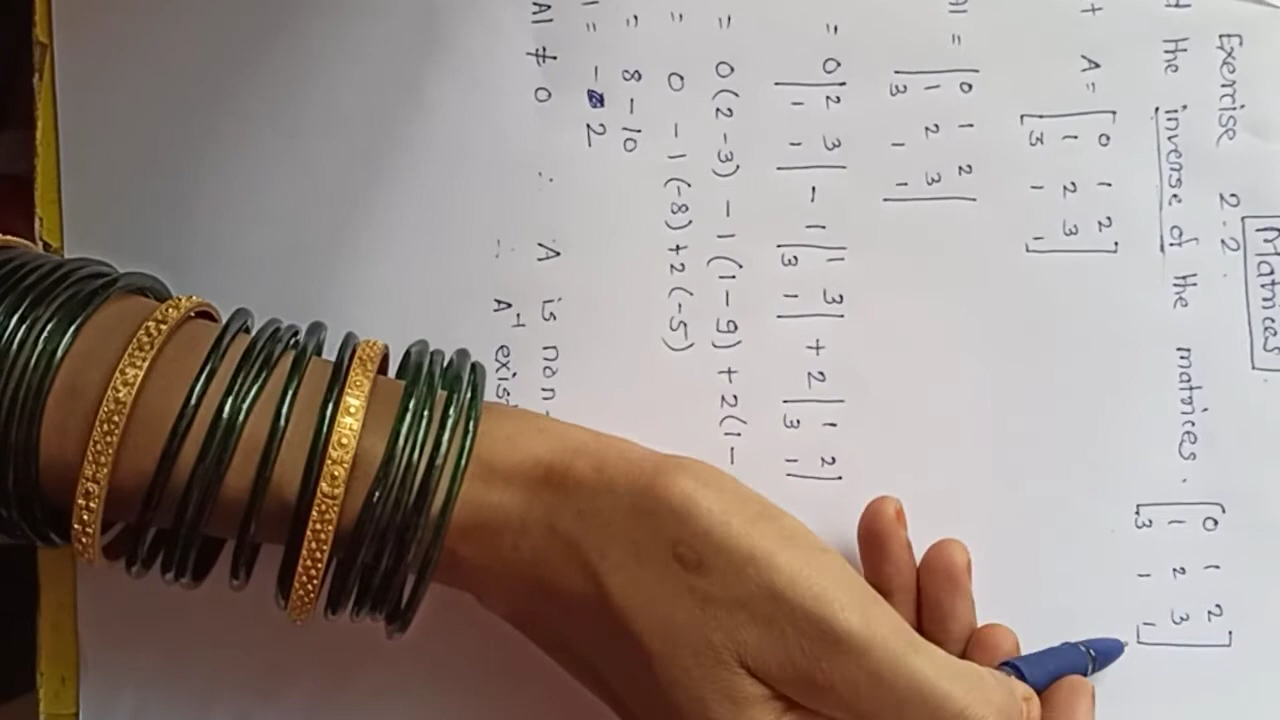 Matrices
Exercise 2.2.
the inverse of the matrices. [0 1 2
1 2 3
3 1 1]
A = [0 1 2
1 2 3
3 1 1]
= |0 1 2
1 2 3
3 1 1|
= 0 |2 3
1 1| - 1 |1 3
3 1| + 2 |1 2
3 1|
= 0(2-3) - 1(1-9) + 2(1-
= 0 - 1(-8) + 2(-5)
= 8 - 10
= -2
A| ≠ 0 ∴ A is non-
∴ A⁻¹ exist